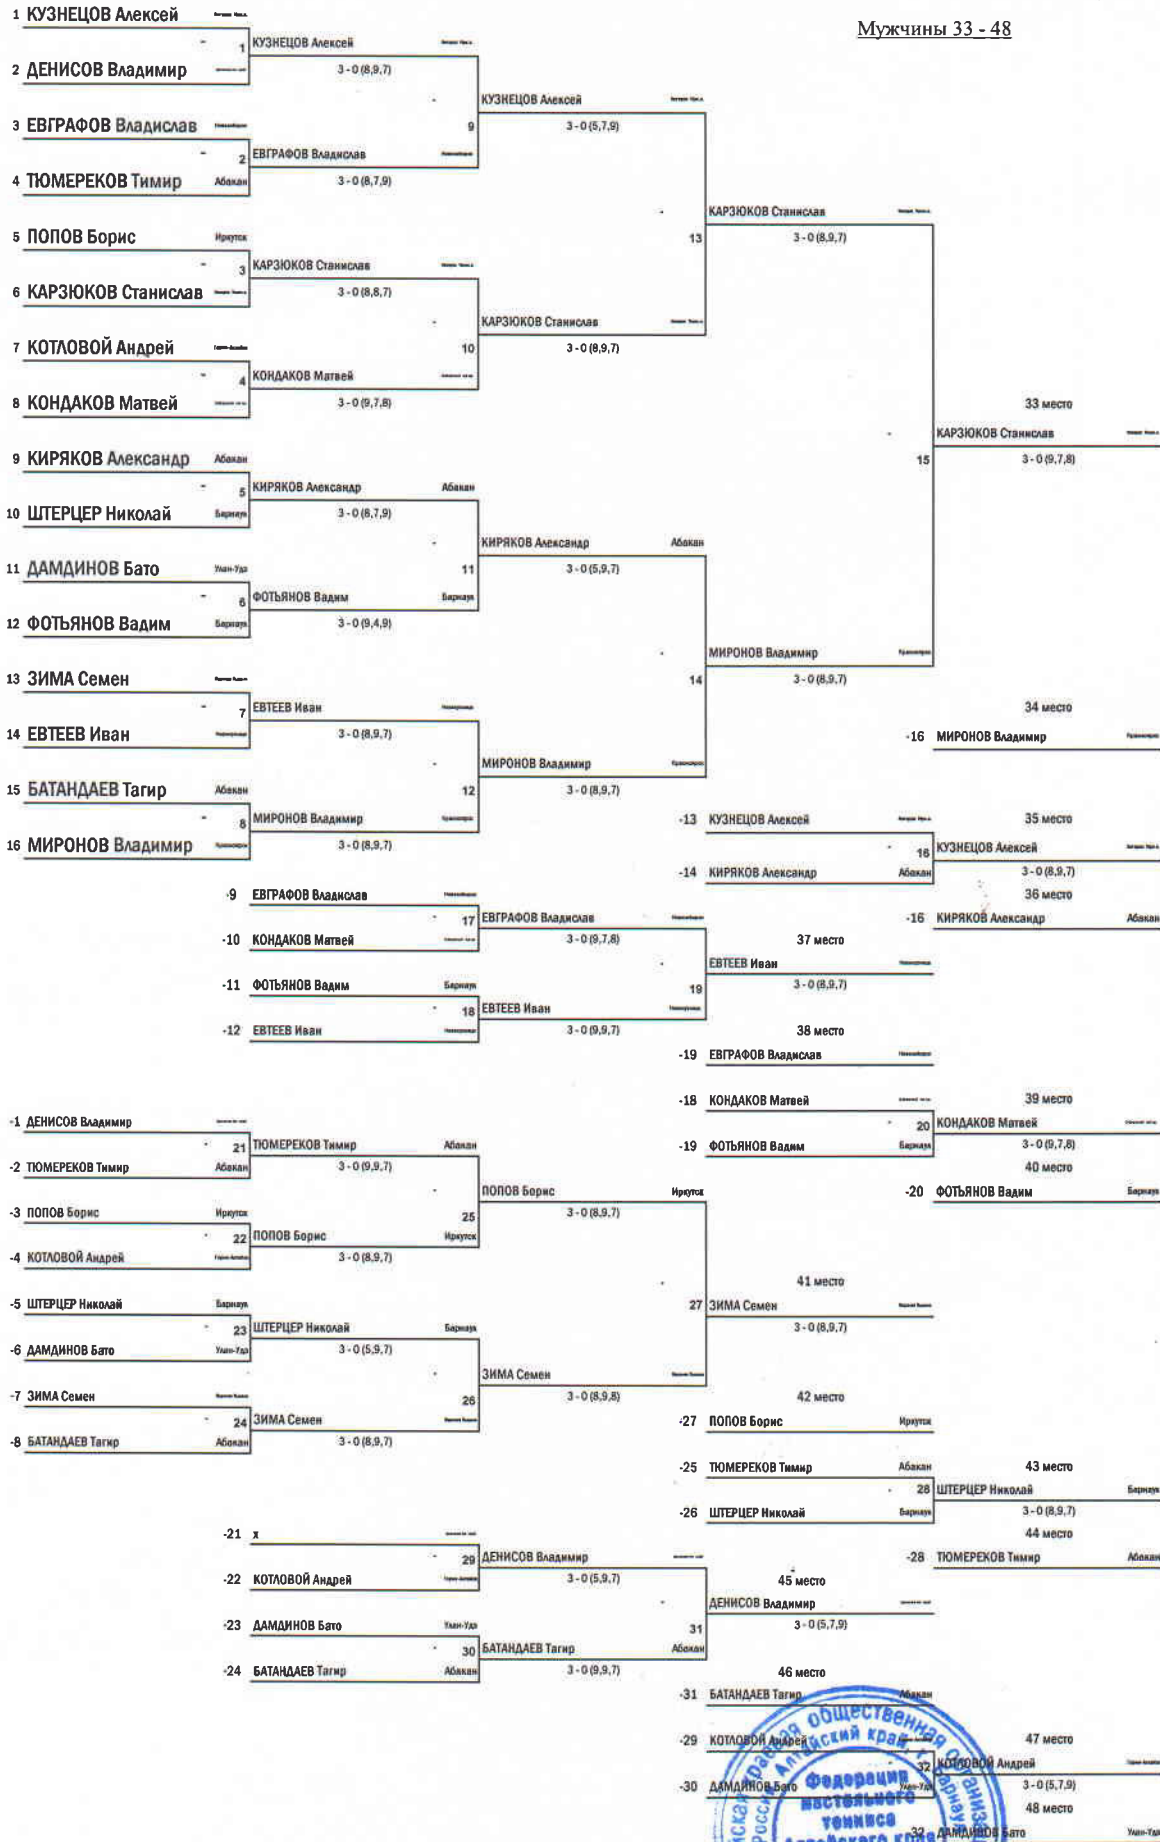 Мужчины 33 - 48
1 КУЗНЕЦОВ Алексей
1 КУЗНЕЦОВ Алексей
2 ДЕНИСОВ Владимир
3 - 0 (8,9,7)
КУЗНЕЦОВ Алексей
3 ЕВГРАФОВ Владислав
9
3 - 0 (5,7,9)
2 ЕВГРАФОВ Владислав
4 ТЮМЕРЕКОВ Тимир Абакан
3 - 0 (8,7,9)
КАРЗЮКОВ Станислав
5 ПОПОВ Борис Иркутск
13
3 - 0 (8,9,7)
3 КАРЗЮКОВ Станислав
6 КАРЗЮКОВ Станислав
3 - 0 (8,8,7)
КАРЗЮКОВ Станислав
7 КОТЛОВОЙ Андрей
10
3 - 0 (8,9,7)
4 КОНДАКОВ Матвей
8 КОНДАКОВ Матвей
3 - 0 (9,7,8)
33 место
КАРЗЮКОВ Станислав
9 КИРЯКОВ Александр Абакан
15
3 - 0 (9,7,8)
5 КИРЯКОВ Александр Абакан
10 ШТЕРЦЕР Николай Барнаул
3 - 0 (8,7,9)
КИРЯКОВ Александр Абакан
11 ДАМДИНОВ Бато Улан-Удэ
11
3 - 0 (5,9,7)
6 ФОТЬЯНОВ Вадим Барнаул
12 ФОТЬЯНОВ Вадим Барнаул
3 - 0 (9,4,9)
МИРОНОВ Владимир
13 ЗИМА Семен
14
3 - 0 (8,9,7)
7 ЕВТЕЕВ Иван
34 место
14 ЕВТЕЕВ Иван
3 - 0 (8,9,7)
-16 МИРОНОВ Владимир
МИРОНОВ Владимир
15 БАТАНДАЕВ Тагир Абакан
12
3 - 0 (8,9,7)
8 МИРОНОВ Владимир
-13 КУЗНЕЦОВ Алексей
35 место
16 МИРОНОВ Владимир
3 - 0 (8,9,7)
16 КУЗНЕЦОВ Алексей
-14 КИРЯКОВ Александр Абакан
3 - 0 (8,9,7)
-9 ЕВГРАФОВ Владислав
36 место
17 ЕВГРАФОВ Владислав
-16 КИРЯКОВ Александр Абакан
-10 КОНДАКОВ Матвей
3 - 0 (9,7,8)
37 место
ЕВТЕЕВ Иван
-11 ФОТЬЯНОВ Вадим Барнаул
19
3 - 0 (8,9,7)
18 ЕВТЕЕВ Иван
-12 ЕВТЕЕВ Иван
3 - 0 (9,9,7)
38 место
-19 ЕВГРАФОВ Владислав
-18 КОНДАКОВ Матвей
39 место
-1 ДЕНИСОВ Владимир
20 КОНДАКОВ Матвей
21 ТЮМЕРЕКОВ Тимир Абакан
-19 ФОТЬЯНОВ Вадим Барнаул
3 - 0 (9,7,8)
-2 ТЮМЕРЕКОВ Тимир Абакан
3 - 0 (9,9,7)
40 место
ПОПОВ Борис Иркутск
-20 ФОТЬЯНОВ Вадим Барнаул
-3 ПОПОВ Борис Иркутск
25
3 - 0 (8,9,7)
22 ПОПОВ Борис Иркутск
-4 КОТЛОВОЙ Андрей
3 - 0 (8,9,7)
41 место
-5 ШТЕРЦЕР Николай Барнаул
27 ЗИМА Семен
23 ШТЕРЦЕР Николай Барнаул
3 - 0 (8,9,7)
-6 ДАМДИНОВ Бато Улан-Удэ
3 - 0 (5,9,7)
ЗИМА Семен
-7 ЗИМА Семен
26
3 - 0 (8,9,8)
42 место
24 ЗИМА Семен
-27 ПОПОВ Борис Иркутск
-8 БАТАНДАЕВ Тагир Абакан
3 - 0 (8,9,7)
-25 ТЮМЕРЕКОВ Тимир Абакан
43 место
28 ШТЕРЦЕР Николай Барнаул
-26 ШТЕРЦЕР Николай Барнаул
3 - 0 (8,9,7)
-21 х
44 место
29 ДЕНИСОВ Владимир
-28 ТЮМЕРЕКОВ Тимир Абакан
-22 КОТЛОВОЙ Андрей
3 - 0 (5,9,7)
45 место
ДЕНИСОВ Владимир
-23 ДАМДИНОВ Бато Улан-Удэ
31
3 - 0 (5,7,9)
30 БАТАНДАЕВ Тагир Абакан
-24 БАТАНДАЕВ Тагир Абакан
3 - 0 (9,9,7)
46 место
-31 БАТАНДАЕВ Тагир Абакан
-29 КОТЛОВОЙ Андрей
47 место
32 КОТЛОВОЙ Андрей
-30 ДАМДИНОВ Бато Улан-Удэ
3 - 0 (5,7,9)
48 место
-32 ДАМДИНОВ Бато Улан-Удэ
краевая общественная
Алтайский край, г. Барнаул
Федерация
настольного
тенниса
Алтайского края